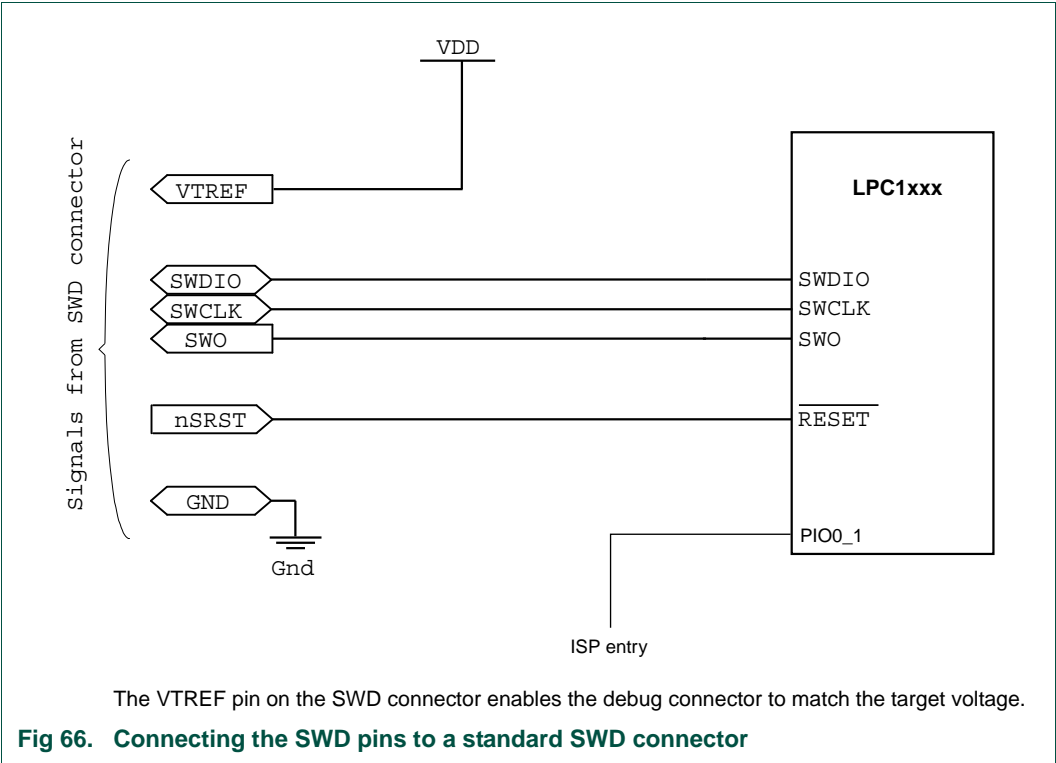 VDD
Signals from SWD connector
VTREF
LPC1xxx
SWDIO
SWDIO
SWCLK
SWCLK
SWO
SWO
nSRST
RESET
GND
Gnd
PIO0_1
ISP entry
The VTREF pin on the SWD connector enables the debug connector to match the target voltage.
Fig 66. Connecting the SWD pins to a standard SWD connector